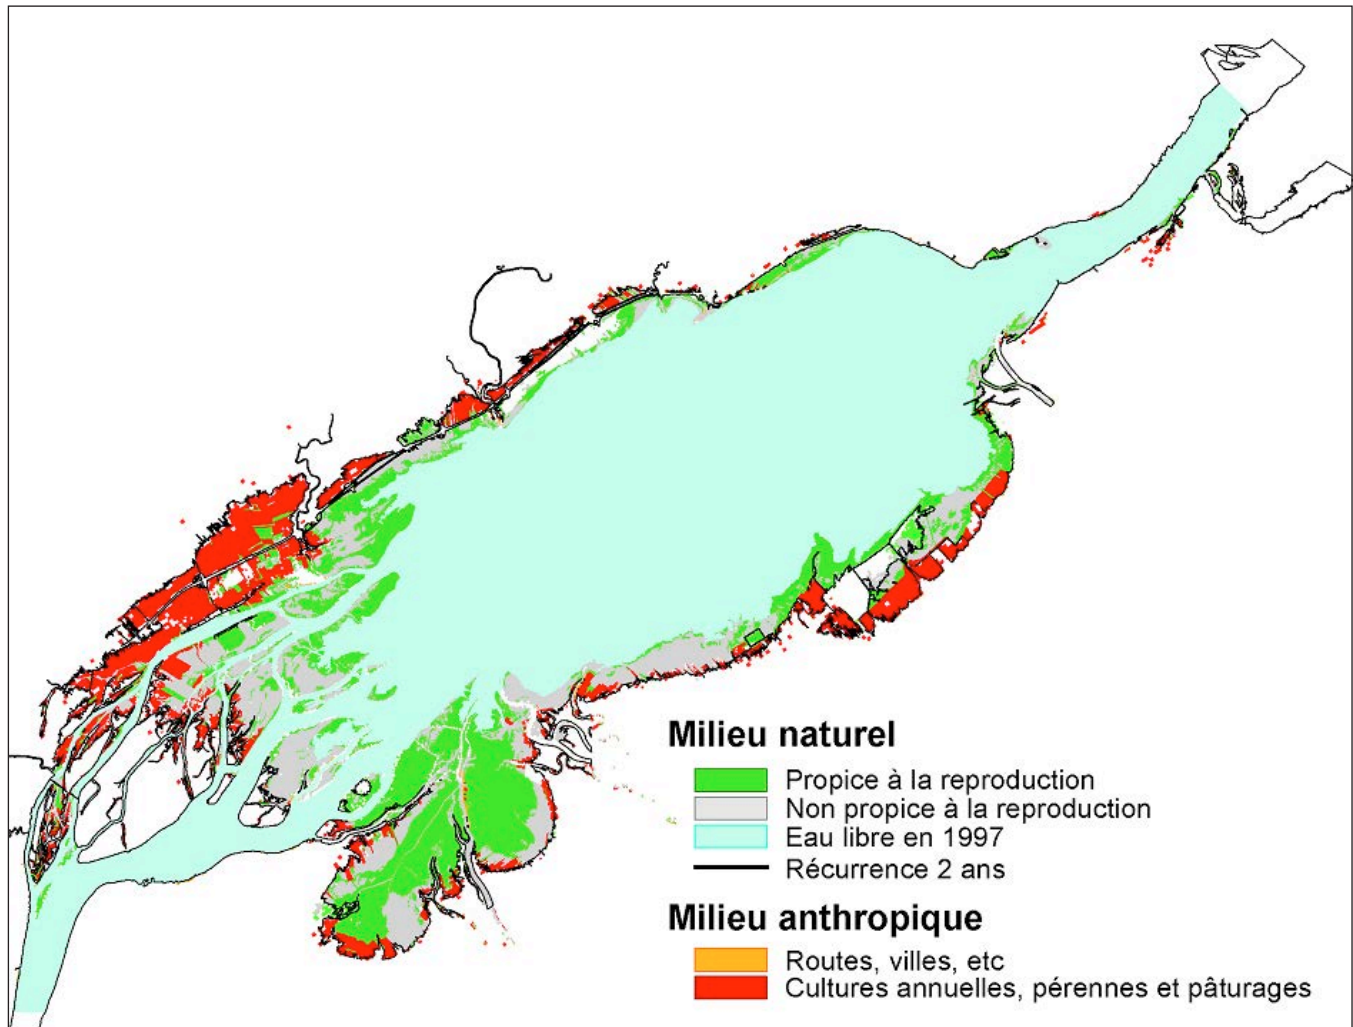 Milieu naturel
Propice à la reproduction
Non propice à la reproduction
Eau libre en 1997
Récurrence 2 ans
Milieu anthropique
Routes, villes, etc
Cultures annuelles, pérennes et pâturages